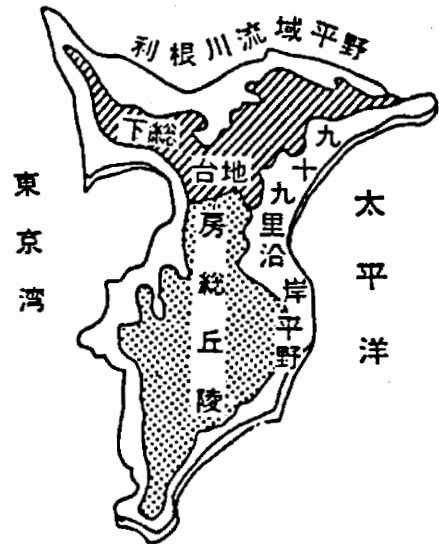 利根川流域平野
下総
台地
九十九里沿岸平野
房総丘陵
東京湾
太平洋